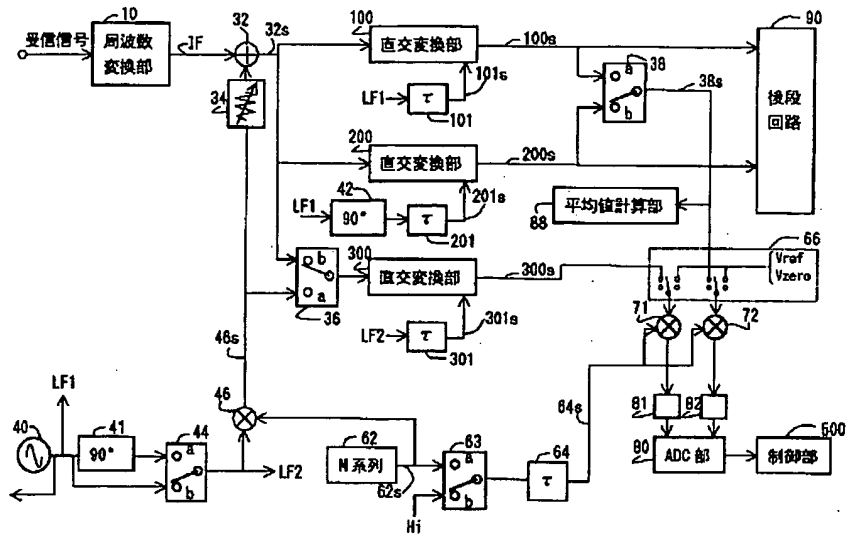 受信信号
10
周波数
変換部
IF
32
32s
34
100
直交変換部
100s
101s
LF1
τ
101
a
b
38
38s
90
後段
回路
200
直交変換部
200s
201s
LF1
42
90°
τ
201
88
平均値計算部
b
a
36
300
直交変換部
300s
301s
LF2
τ
301
66
Vref
Vzero
71
72
46s
46
64s
81
82
LF1
40
41
90°
44
a
b
LF2
62
M系列
62s
63
a
b
Hi
64
τ
80
ADC部
500
制御部